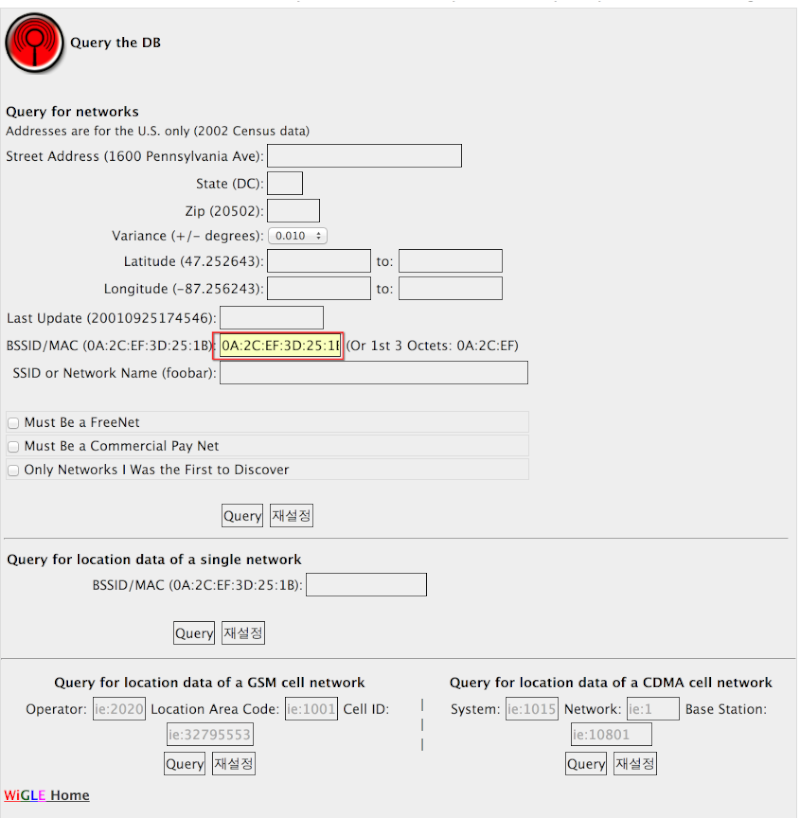 Query the DB
Query for networks
Addresses are for the U.S. only (2002 Census data)
Street Address (1600 Pennsylvania Ave):
State (DC):
Zip (20502):
Variance (+/- degrees): 0.010
Latitude (47.252643): to:
Longitude (-87.256243): to:
Last Update (20010925174546):
BSSID/MAC (0A:2C:EF:3D:25:1B): 0A:2C:EF:3D:25:1 (Or 1st 3 Octets: 0A:2C:EF)
SSID or Network Name (foobar):
Must Be a FreeNet
Must Be a Commercial Pay Net
Only Networks I Was the First to Discover
Query 재설정
Query for location data of a single network
BSSID/MAC (0A:2C:EF:3D:25:1B):
Query 재설정
Query for location data of a GSM cell network
Operator: ie:2020 Location Area Code: ie:1001 Cell ID:
ie:32795553
Query 재설정
Query for location data of a CDMA cell network
System: ie:1015 Network: ie:1 Base Station:
ie:10801
Query 재설정
WiGLE Home